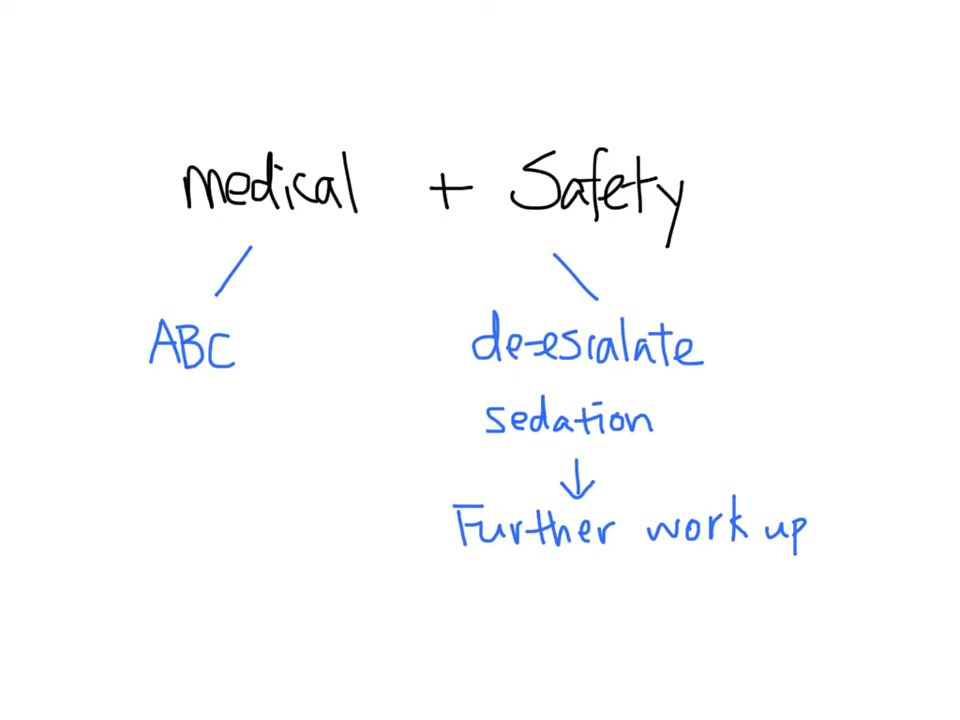 medical + Safety
ABC
de-escalate
sedation
↓
Further work up